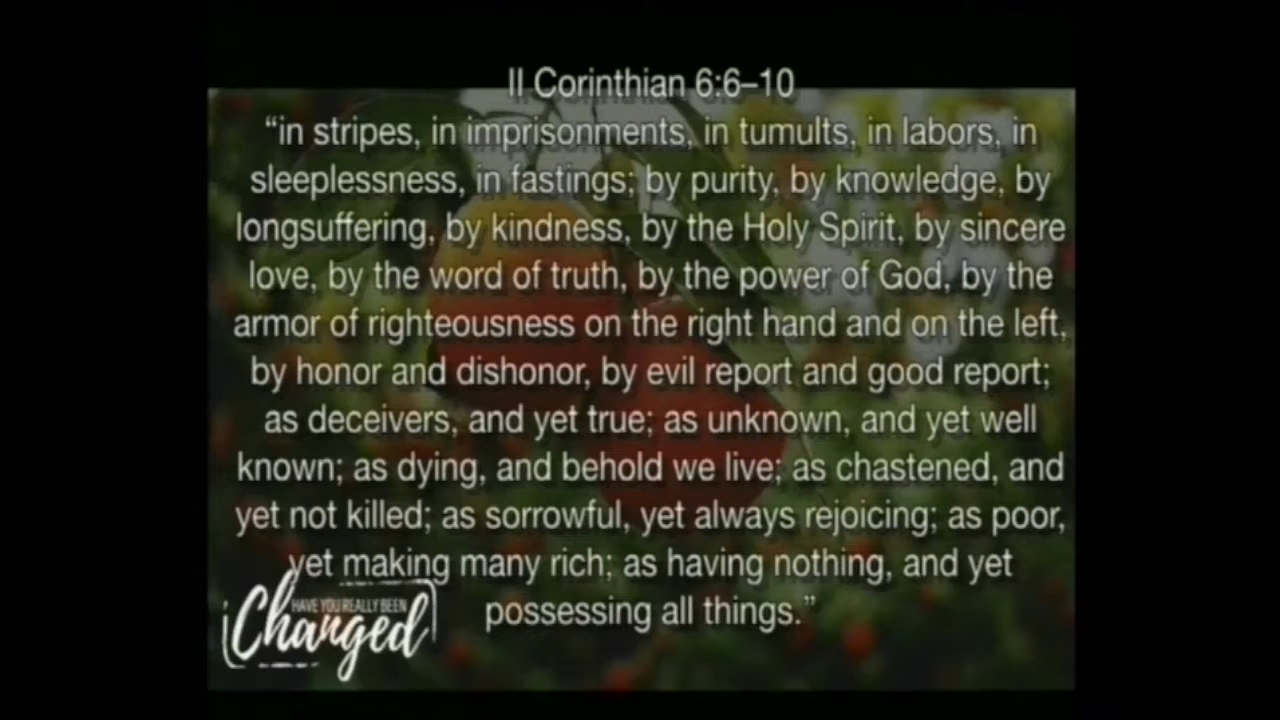 II Corinthian 6:6–10
“in stripes, in imprisonments, in tumults, in labors, in
sleeplessness, in fastings; by purity, by knowledge, by
longsuffering, by kindness, by the Holy Spirit, by sincere
love, by the word of truth, by the power of God, by the
armor of righteousness on the right hand and on the left,
by honor and dishonor, by evil report and good report;
as deceivers, and yet true; as unknown, and yet well
known; as dying, and behold we live; as chastened, and
yet not killed; as sorrowful, yet always rejoicing; as poor,
yet making many rich; as having nothing, and yet
possessing all things.”
HAVE YOU REALLY BEEN
Changed